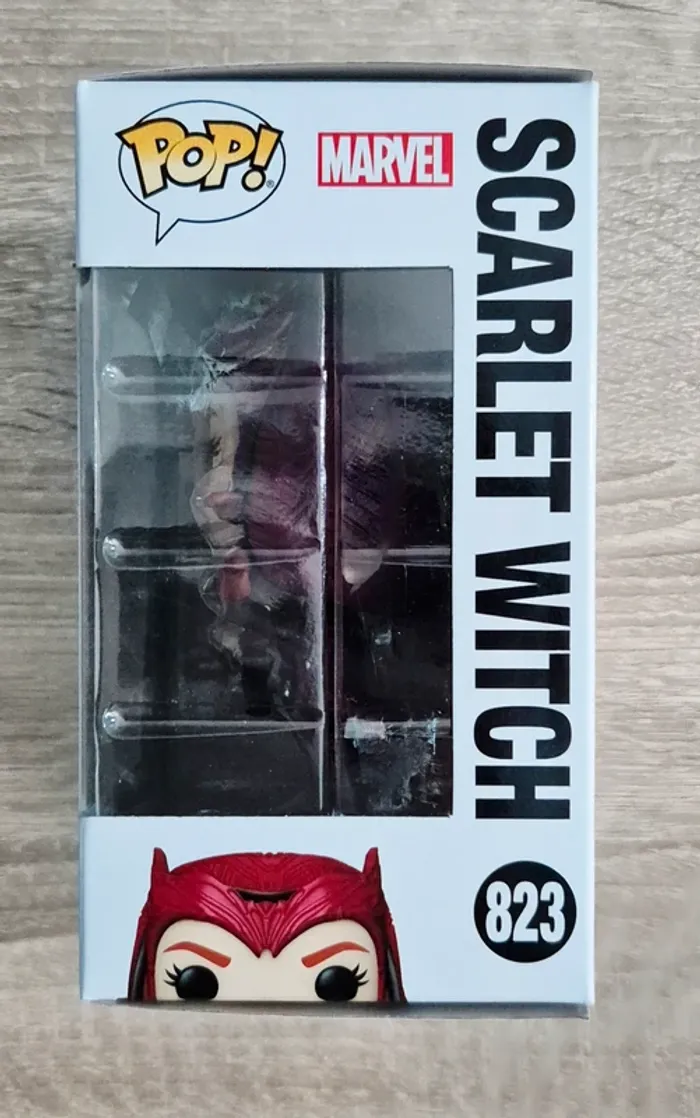 POP!
MARVEL
SCARLET WITCH
823